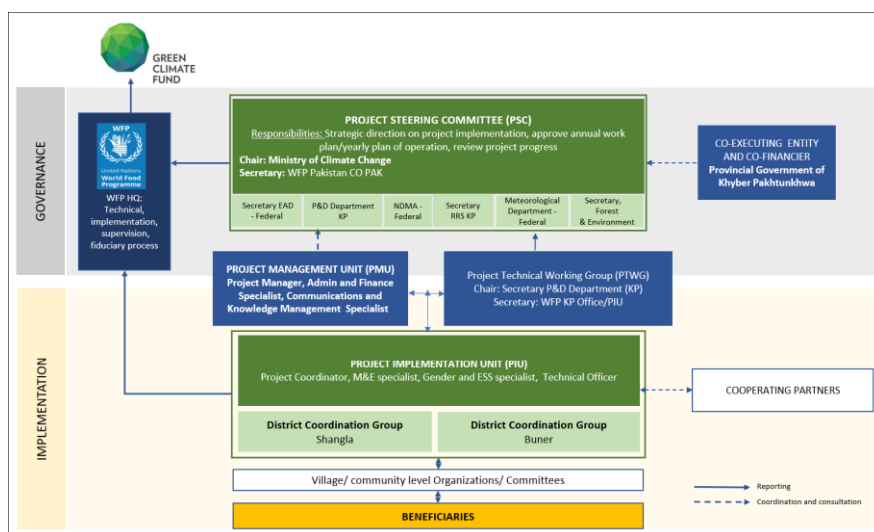 GREEN
CLIMATE
FUND
GOVERNANCE
WFP
United Nations
World Food
Programme
WFP HQ:
Technical,
implementation,
supervision,
fiduciary process
PROJECT STEERING COMMITTEE (PSC)
Responsibilities: Strategic direction on project implementation, approve annual work
plan/yearly plan of operation, review project progress
Chair: Ministry of Climate Change
Secretary: WFP Pakistan CO PAK
Secretary EAD
- Federal
P&D Department
KP
NDMA -
Federal
Secretary
RRS KP
Meteorological
Department -
Federal
Secretary,
Forest
& Environment
CO-EXECUTING ENTITY
AND CO-FINANCIER
Provincial Government of
Khyber Pakhtunkhwa
PROJECT MANAGEMENT UNIT (PMU)
Project Manager, Admin and Finance
Specialist, Communications and
Knowledge Management Specialist
Project Technical Working Group (PTWG)
Chair: Secretary P&D Department (KP)
Secretary: WFP KP Office/PIU
IMPLEMENTATION
PROJECT IMPLEMENTATION UNIT (PIU)
Project Coordinator, M&E specialist, Gender and ESS specialist, Technical Officer
District Coordination Group
Shangla
District Coordination Group
Buner
COOPERATING PARTNERS
Village/ community level Organizations/ Committees
BENEFICIARIES
Reporting
Coordination and consultation